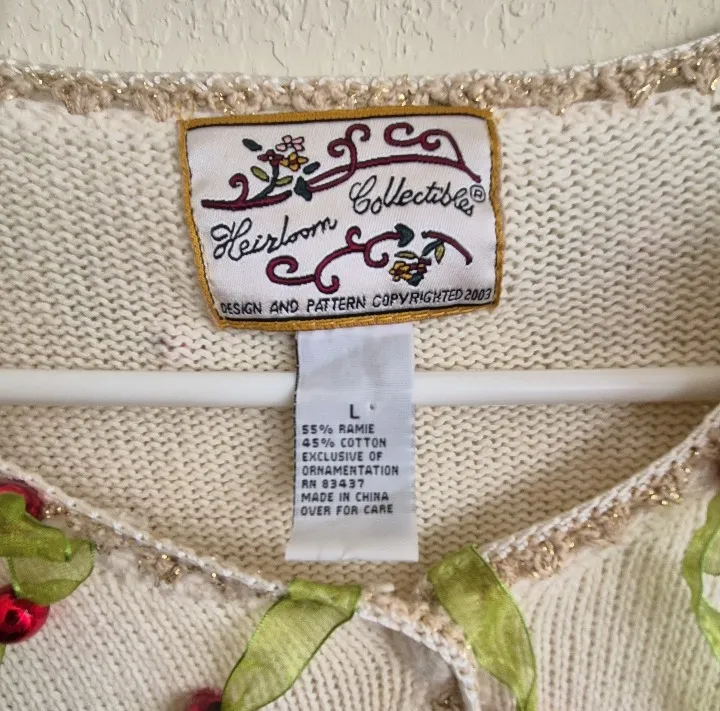 Heirloom Collectibles®
DESIGN AND PATTERN COPYRIGHTED 2003
L
55% RAMIE
45% COTTON
EXCLUSIVE OF
ORNAMENTATION
RN 83437
MADE IN CHINA
OVER FOR CARE